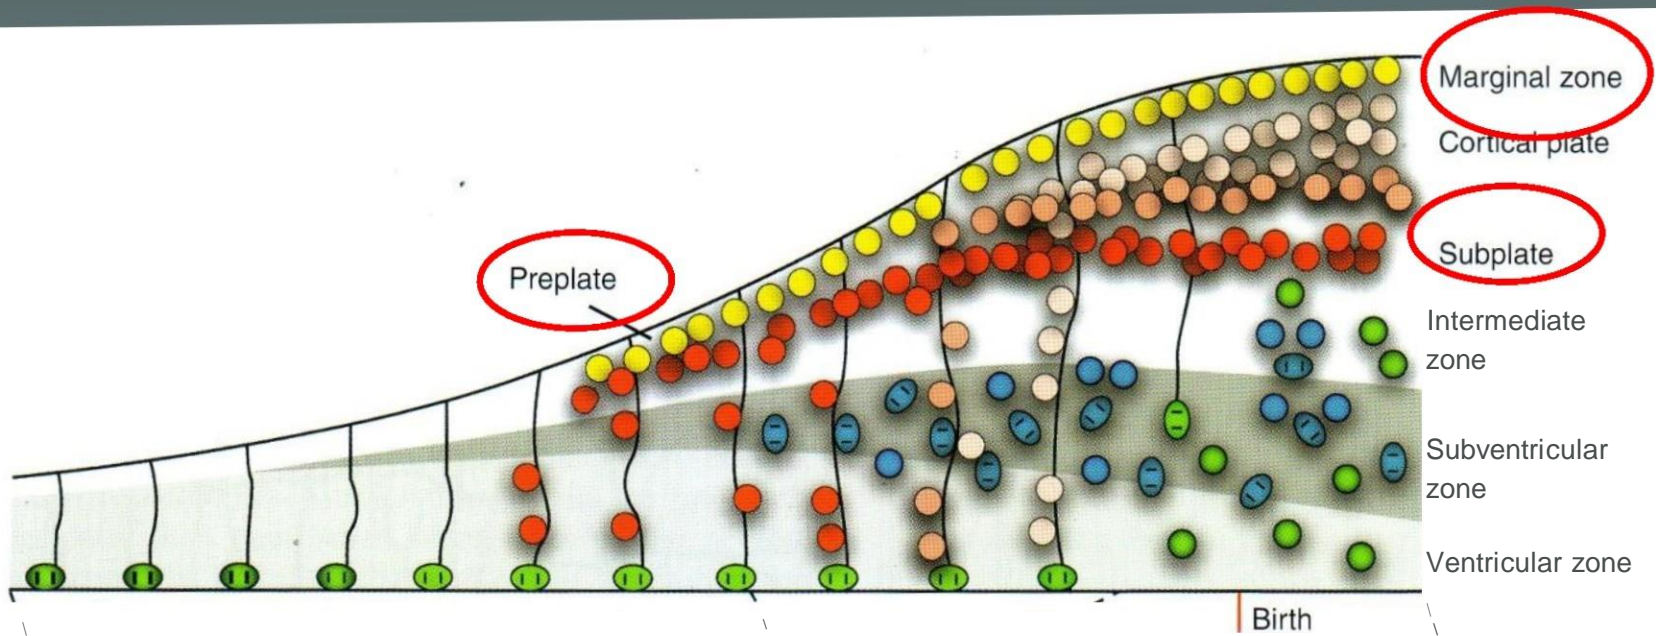 Marginal zone
Cortical plate
Preplate
Subplate
Intermediate
zone
Subventricular
zone
Ventricular zone
Birth